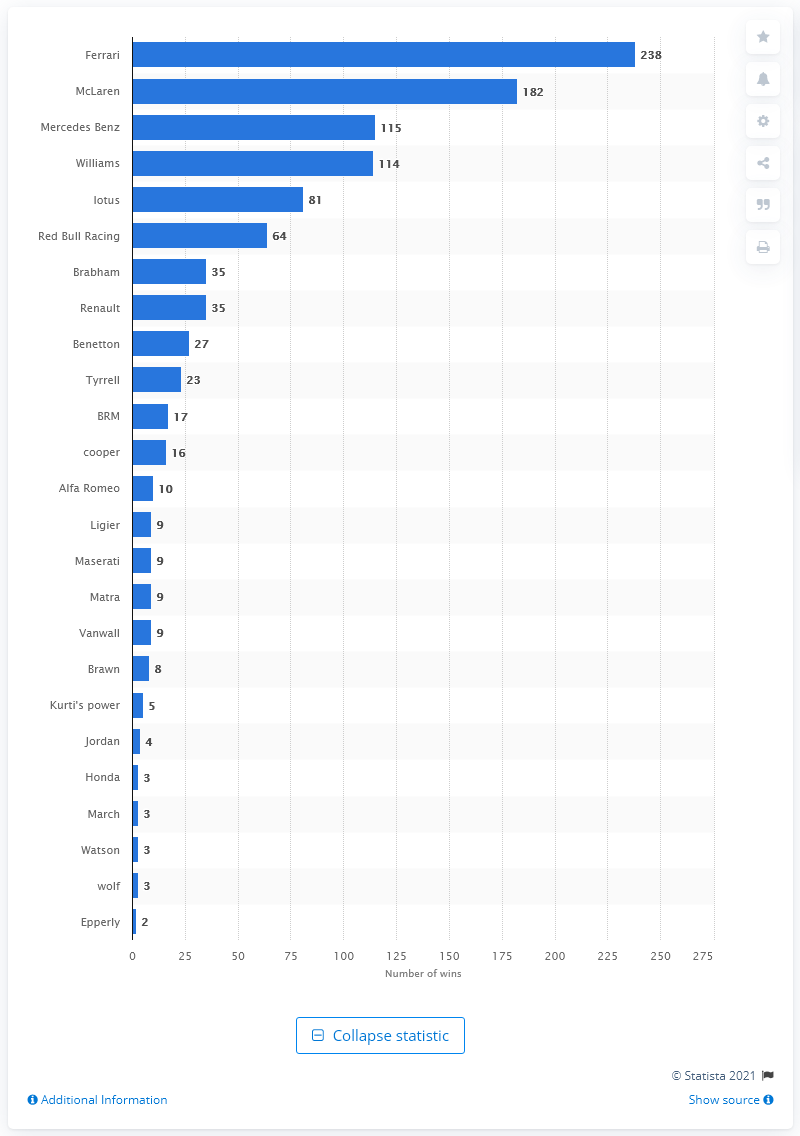 Ferrari 238
McLaren 182
Mercedes Benz 115
Williams 114
lotus 81
Red Bull Racing 64
Brabham 35
Renault 35
Benetton 27
Tyrrell 23
BRM 17
cooper 16
Alfa Romeo 10
Ligier 9
Maserati 9
Matra 9
Vanwall 9
Brawn 8
Kurti's power 5
Jordan 4
Honda 3
March 3
Watson 3
wolf 3
Epperly 2
0 25 50 75 100 125 150 175 200 225 250 275
Number of wins
Collapse statistic
© Statista 2021
Additional Information
Show source